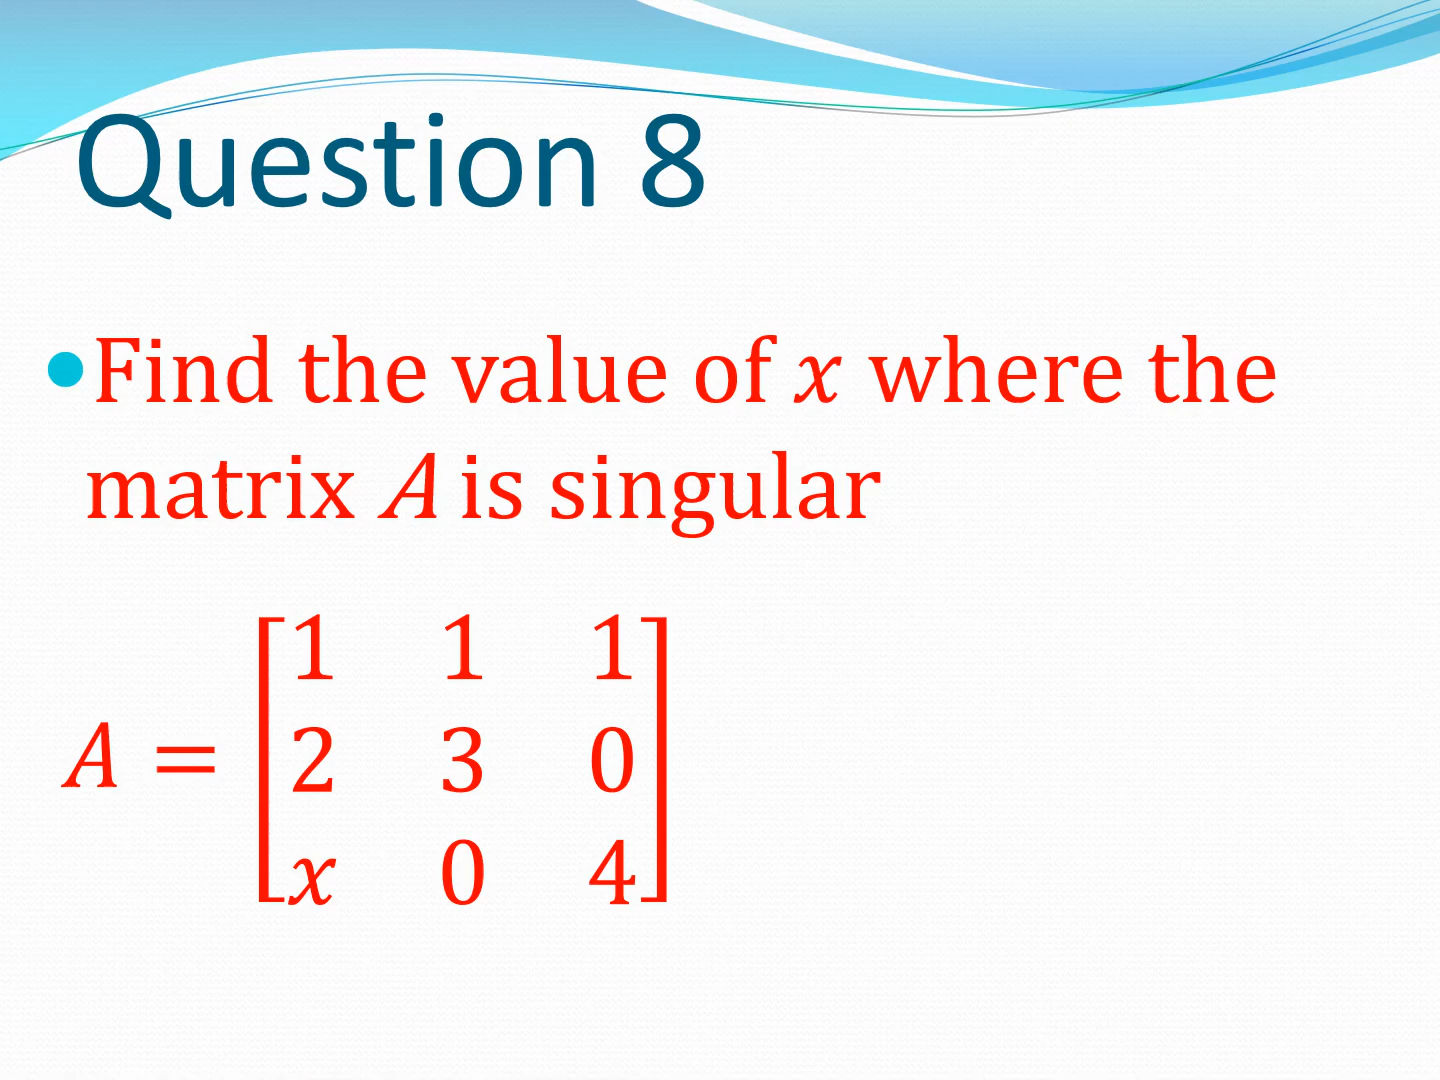 Question 8
•Find the value of x where the
matrix A is singular
A = [1 1 1
2 3 0
x 0 4]